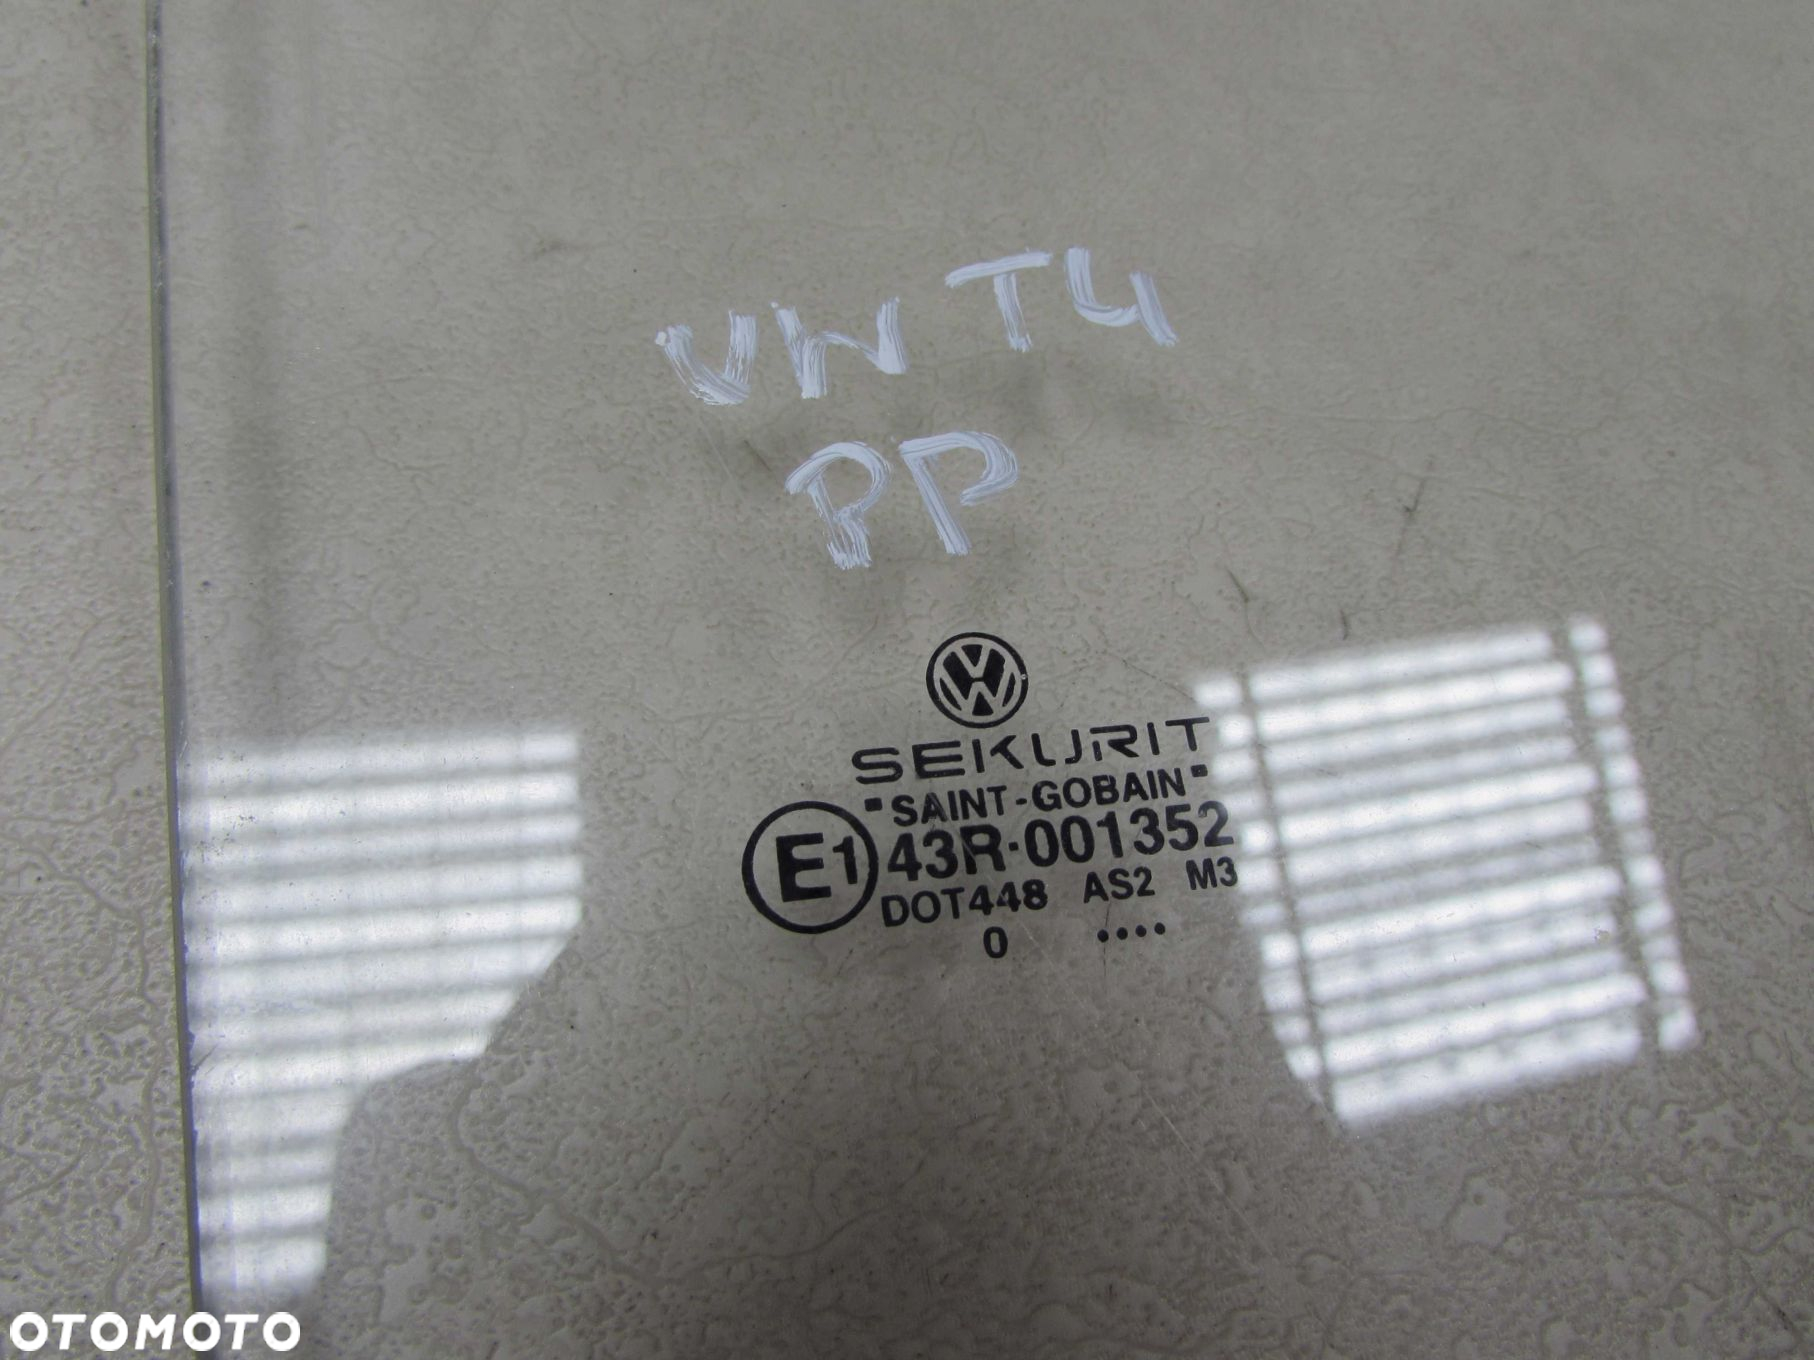 VW T4
PP
SEKURIT
"SAINT-GOBAIN"
E1 43R-001352
DOT448 AS2 M3
0 ....
OTOMOTO